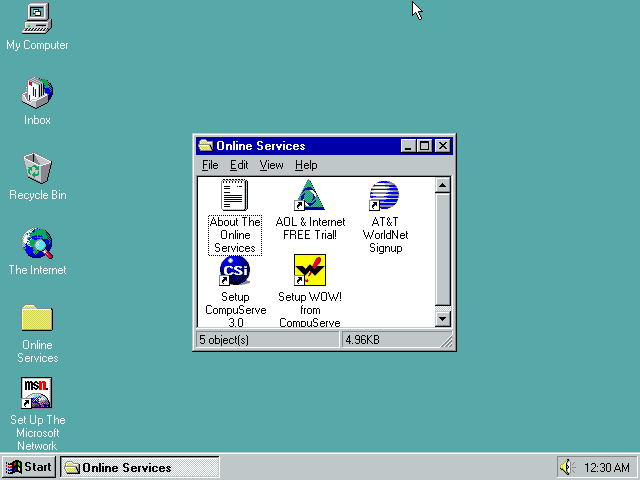 My Computer
Inbox
Recycle Bin
The Internet
Online
Services
msn.
Set Up The
Microsoft
Network
Online Services
File Edit View Help
About The
Online
Services
AOL & Internet
FREE Trial!
AT&T
WorldNet
Signup
CSi
Setup
CompuServe
3.0
W
Setup WOW!
from
CompuServe
5 object(s)
4.96KB
Start
Online Services
12:30 AM